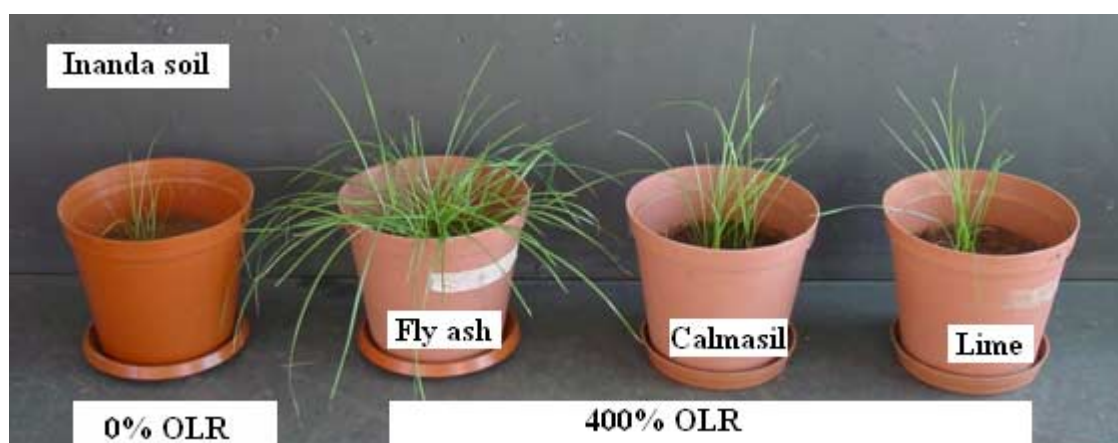 Inanda soil
Fly ash
Calmasil
Lime
0% OLR
400% OLR